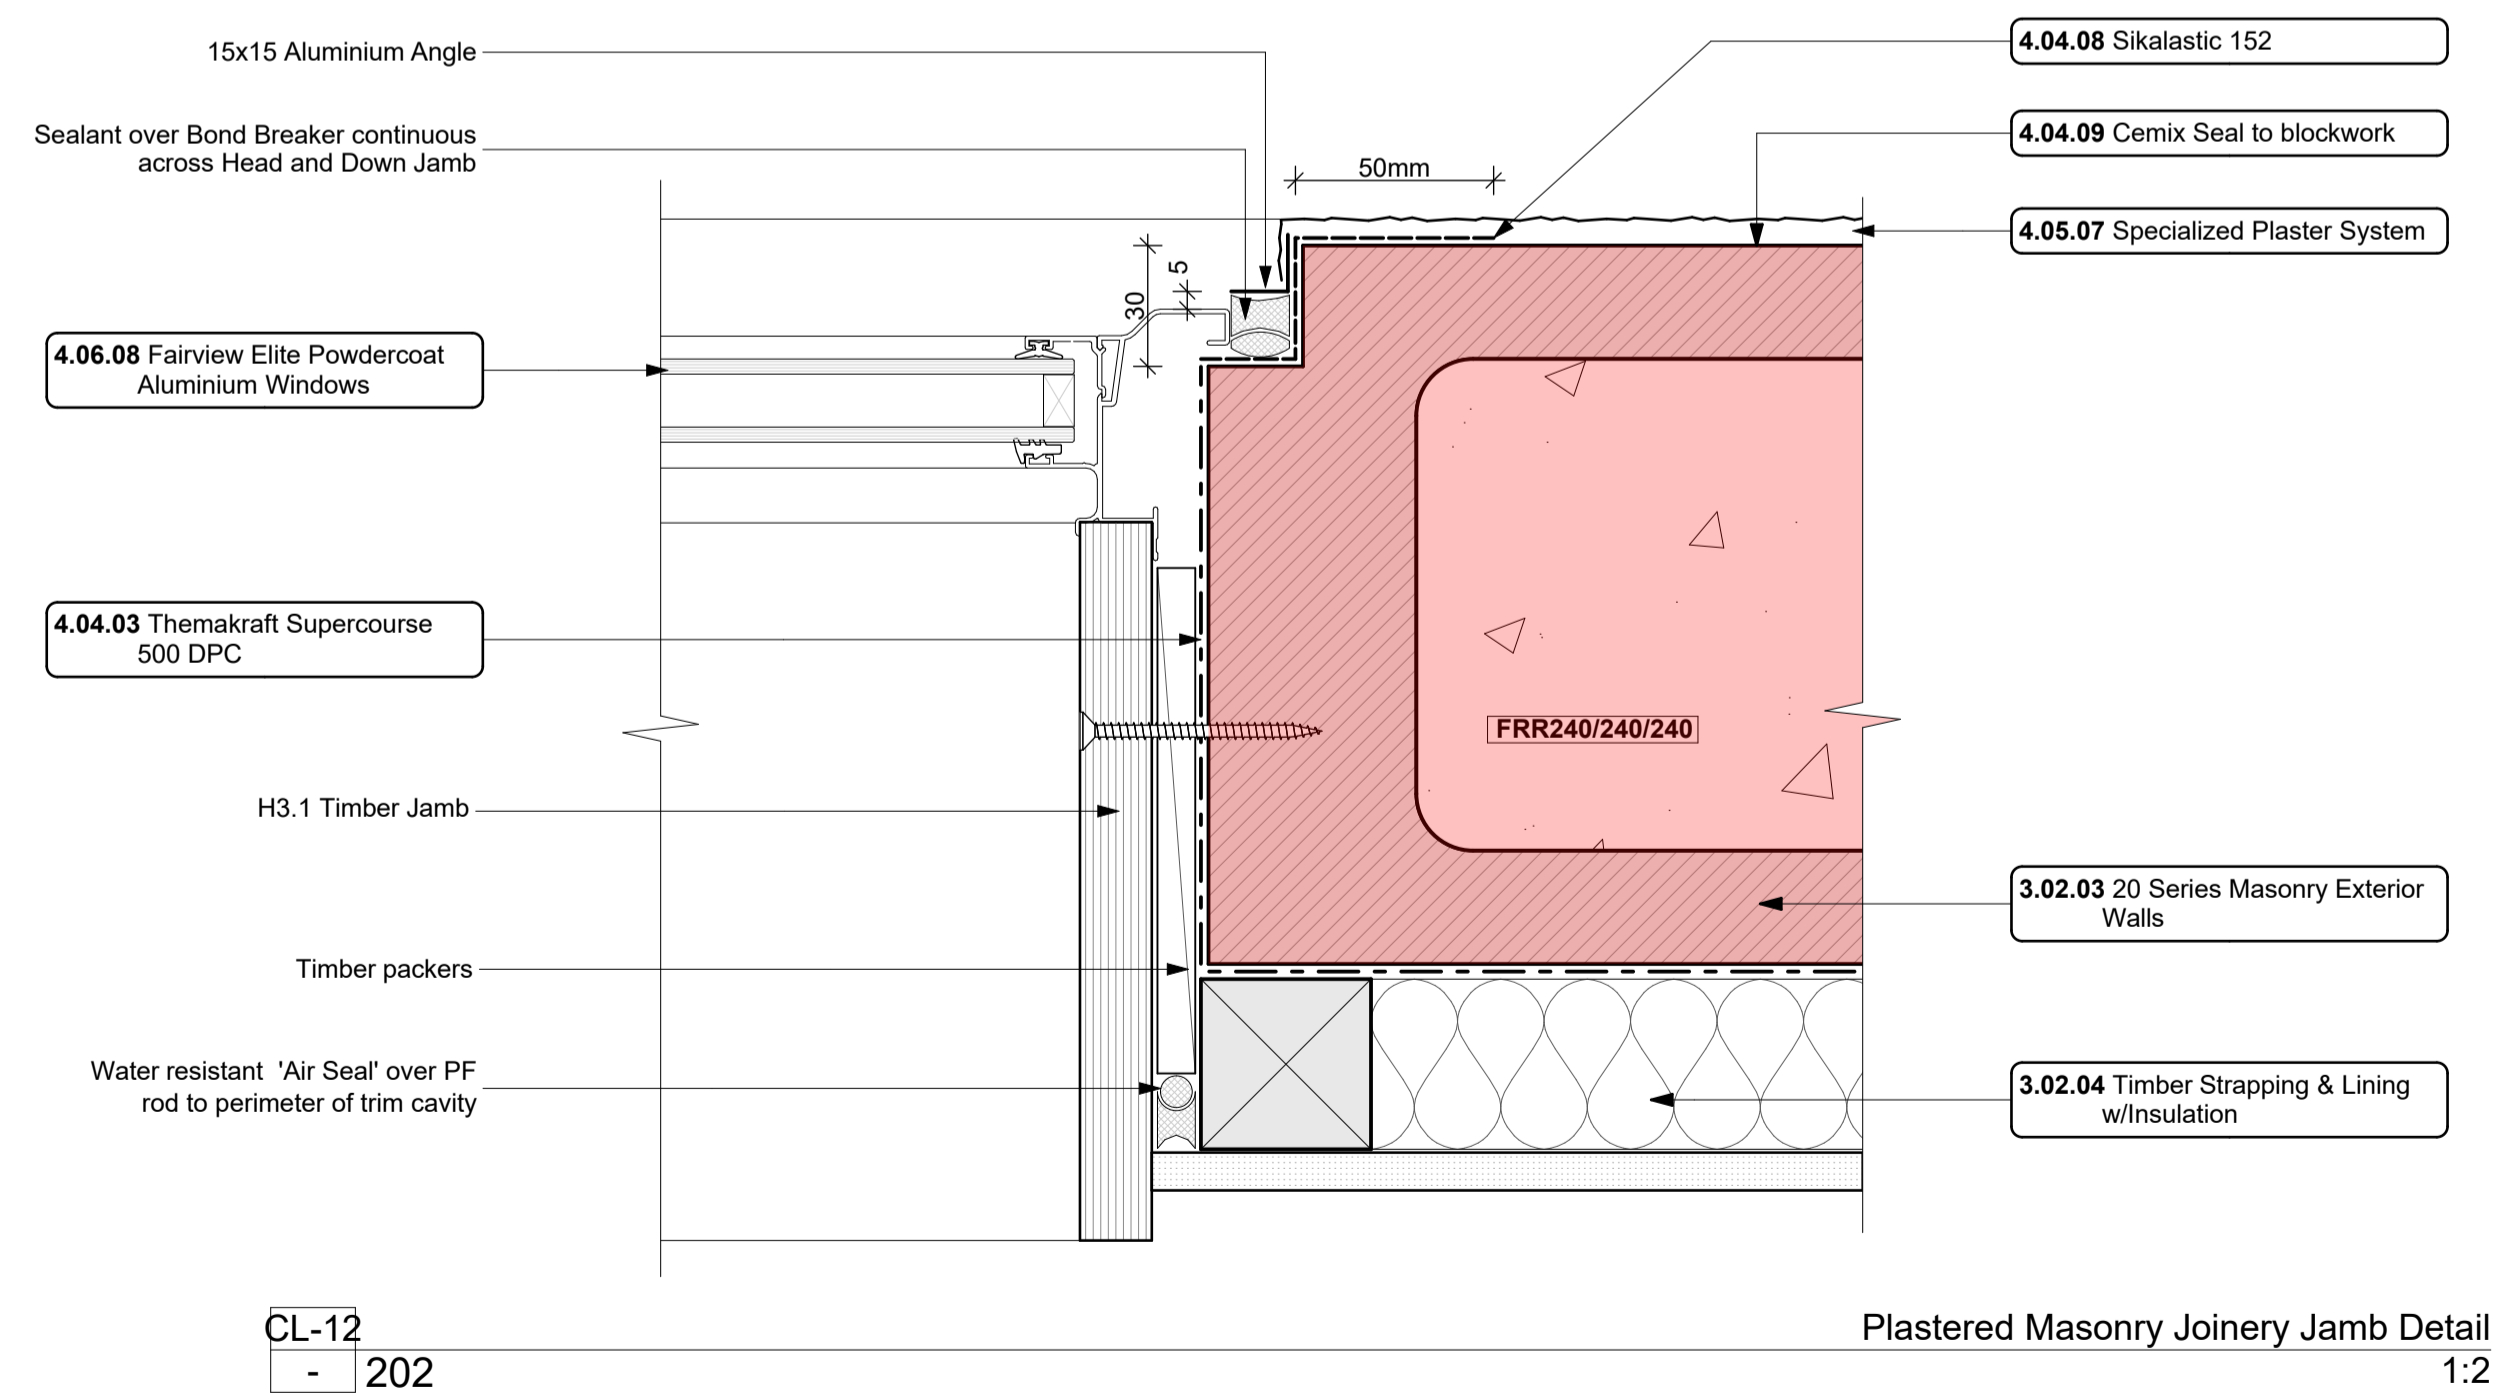 15x15 Aluminium Angle
Sealant over Bond Breaker continuous
across Head and Down Jamb
4.06.08 Fairview Elite Powdercoat
Aluminium Windows
4.04.03 Themakraft Supercourse
500 DPC
H3.1 Timber Jamb
Timber packers
Water resistant 'Air Seal' over PF
rod to perimeter of trim cavity
50mm
5
30
FRR240/240/240
4.04.08 Sikalastic 152
4.04.09 Cemix Seal to blockwork
4.05.07 Specialized Plaster System
3.02.03 20 Series Masonry Exterior
Walls
3.02.04 Timber Strapping & Lining
w/Insulation
CL-12
- 202
Plastered Masonry Joinery Jamb Detail
1:2